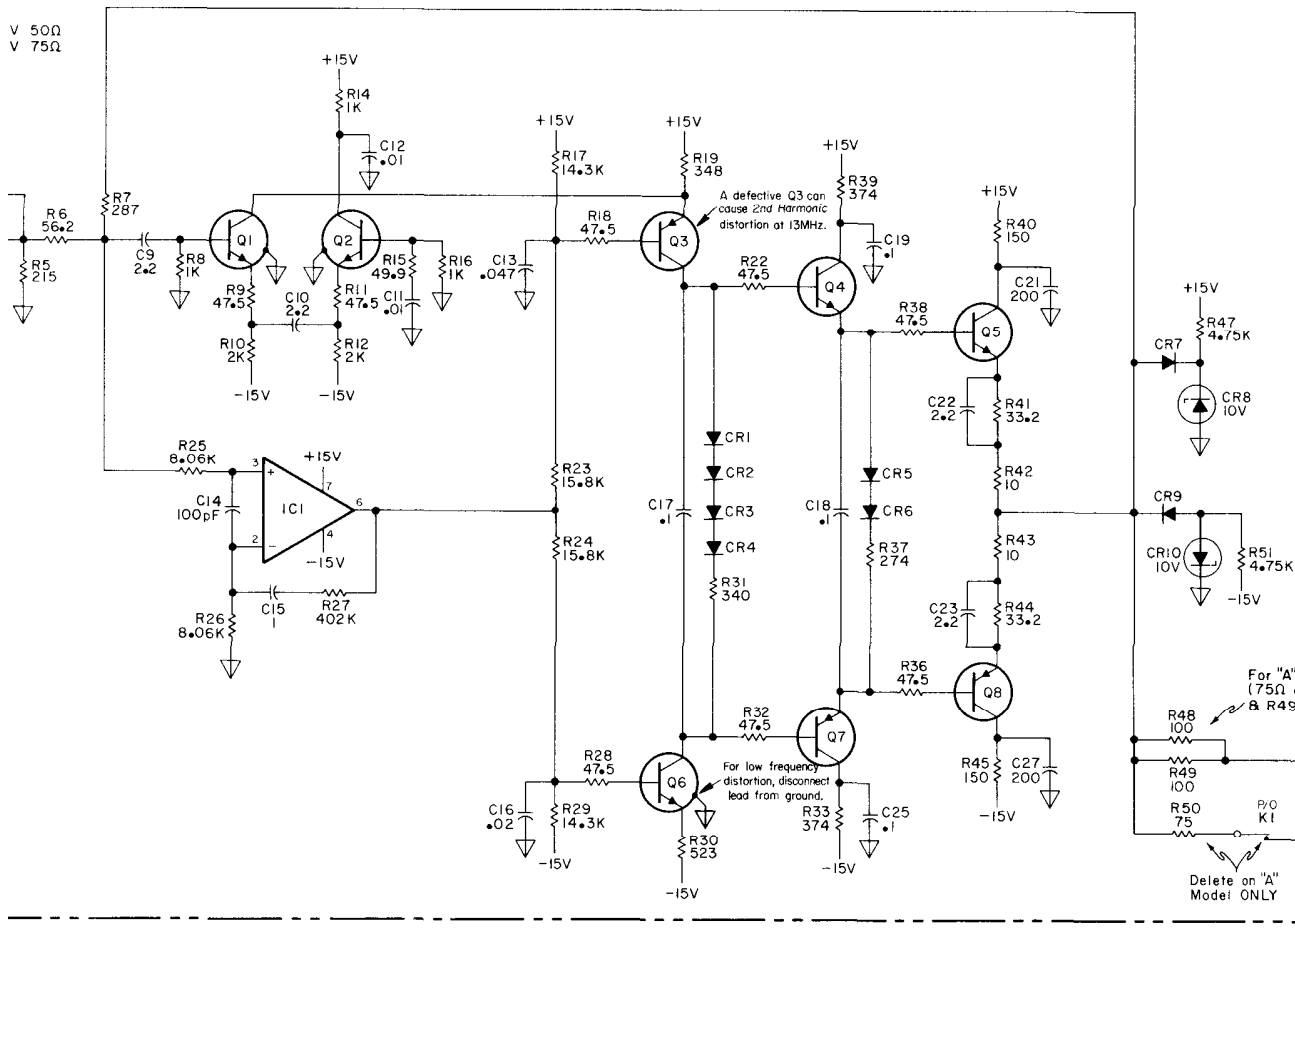 V 50Ω
V 75Ω
+15V
R14
1K
C12
.01
+15V
R17
14.3K
+15V
R19
348
+15V
R39
374
+15V
R40
150
R7
287
R6
56.2
R5
215
C9
2.2
R8
1K
Q1
Q2
R9
47.5
C10
2.2
R11
47.5
R15
49.9
R16
1K
C11
.01
R10
2K
R12
2K
-15V
-15V
C13
.047
R18
47.5
Q3
A defective Q3 can
cause 2nd Harmonic
distortion at 13MHz.
R22
47.5
Q4
C19
.1
R38
47.5
Q5
C21
200
C22
2.2
R41
33.2
R42
10
+15V
R47
4.75K
CR7
CR8
10V
R25
8.06K
C14
100pF
3
+
2
-
IC1
+15V
7
6
4
-15V
R26
8.06K
C15
1
R27
402K
R23
15.8K
R24
15.8K
C17
.1
CR1
CR2
CR3
CR4
R31
340
C18
.1
CR5
CR6
R37
274
R43
10
C23
2.2
R44
33.2
CR9
CR10
10V
R51
4.75K
-15V
R36
47.5
Q8
R32
47.5
Q7
R28
47.5
Q6
For low frequency
distortion, disconnect
lead from ground.
C16
.02
R29
14.3K
-15V
R30
523
-15V
R33
374
C25
.1
-15V
R45
150
C27
200
-15V
For "A"
(75Ω
& R49
R48
100
R49
100
R50
75
P/O
K1
Delete on "A"
Model ONLY